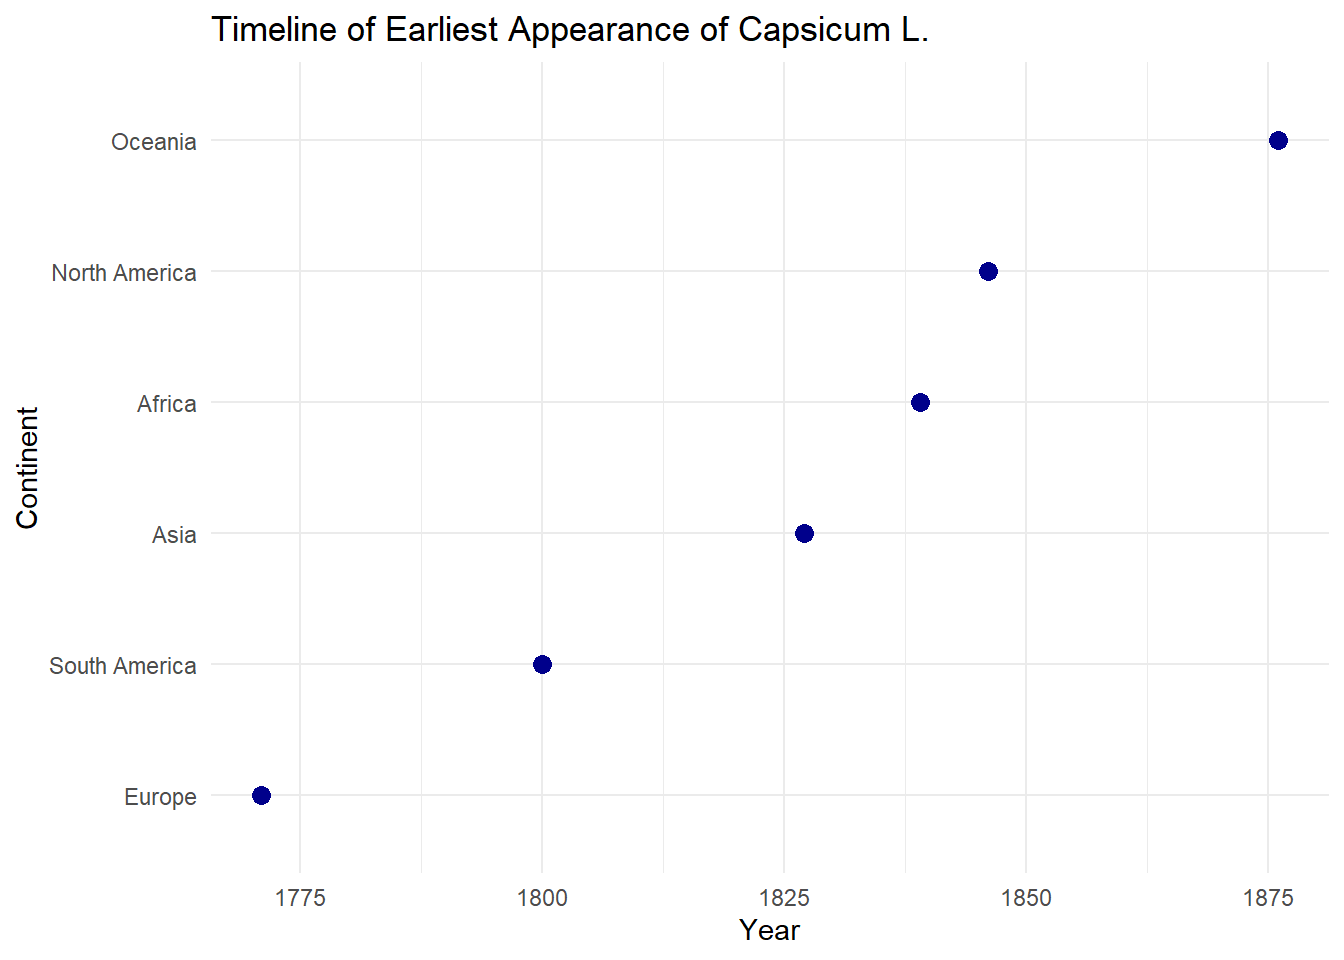 Timeline of Earliest Appearance of Capsicum L.
Oceania
North America
Africa
Asia
South America
Europe
Continent
1775
1800
1825
1850
1875
Year